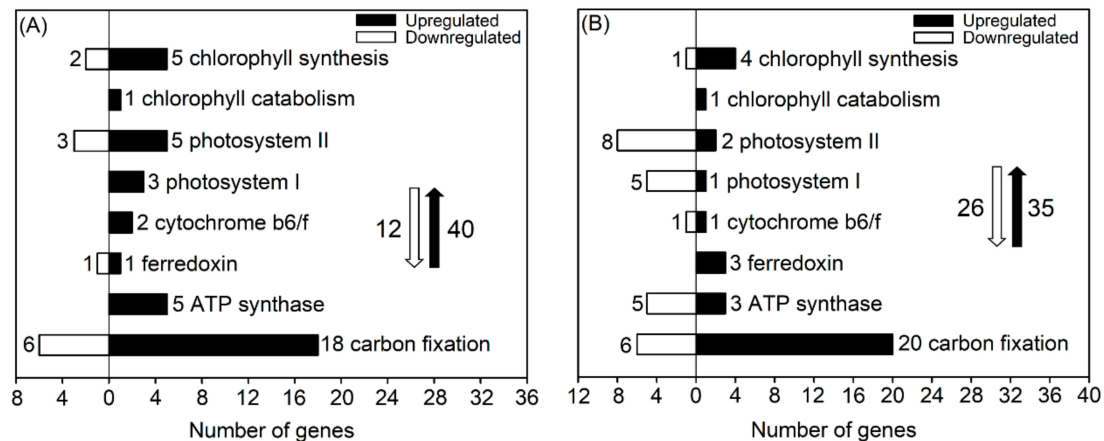 (A)
Upregulated
Downregulated
2 5 chlorophyll synthesis
1 chlorophyll catabolism
3 5 photosystem II
3 photosystem I
2 cytochrome b6/f
12 40
1 1 ferredoxin
5 ATP synthase
6 18 carbon fixation
8 4 0 4 8 12 16 20 24 28 32 36
Number of genes
(B)
Upregulated
Downregulated
1 4 chlorophyll synthesis
1 chlorophyll catabolism
8 2 photosystem II
5 1 photosystem I
26 35
1 1 cytochrome b6/f
3 ferredoxin
5 3 ATP synthase
6 20 carbon fixation
12 8 4 0 4 8 12 16 20 24 28 32 36 40
Number of genes